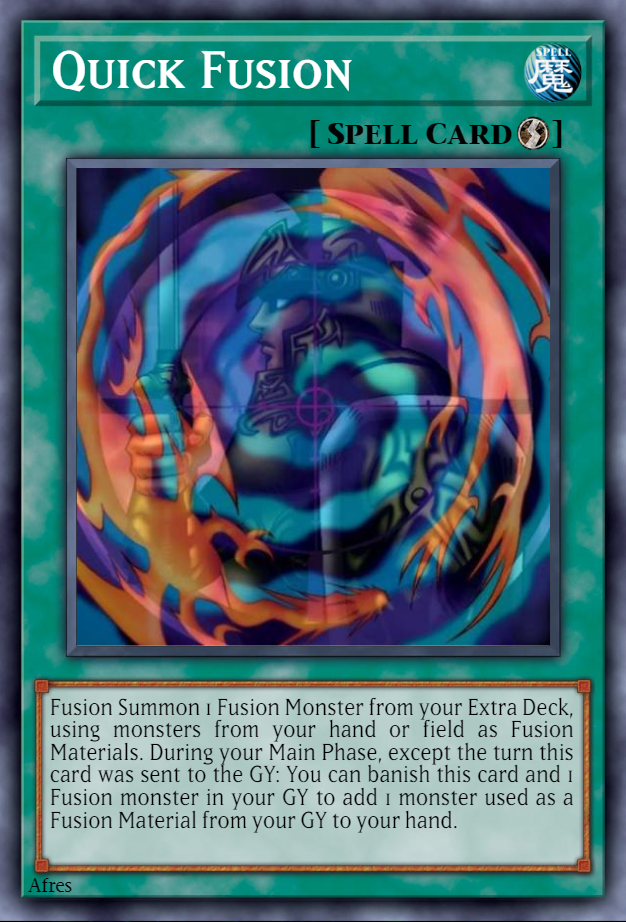 Quick Fusion
SPELL
魔
[ Spell Card ]
Fusion Summon 1 Fusion Monster from your Extra Deck,
using monsters from your hand or field as Fusion
Materials. During your Main Phase, except the turn this
card was sent to the GY: You can banish this card and 1
Fusion monster in your GY to add 1 monster used as a
Fusion Material from your GY to your hand.
Afres